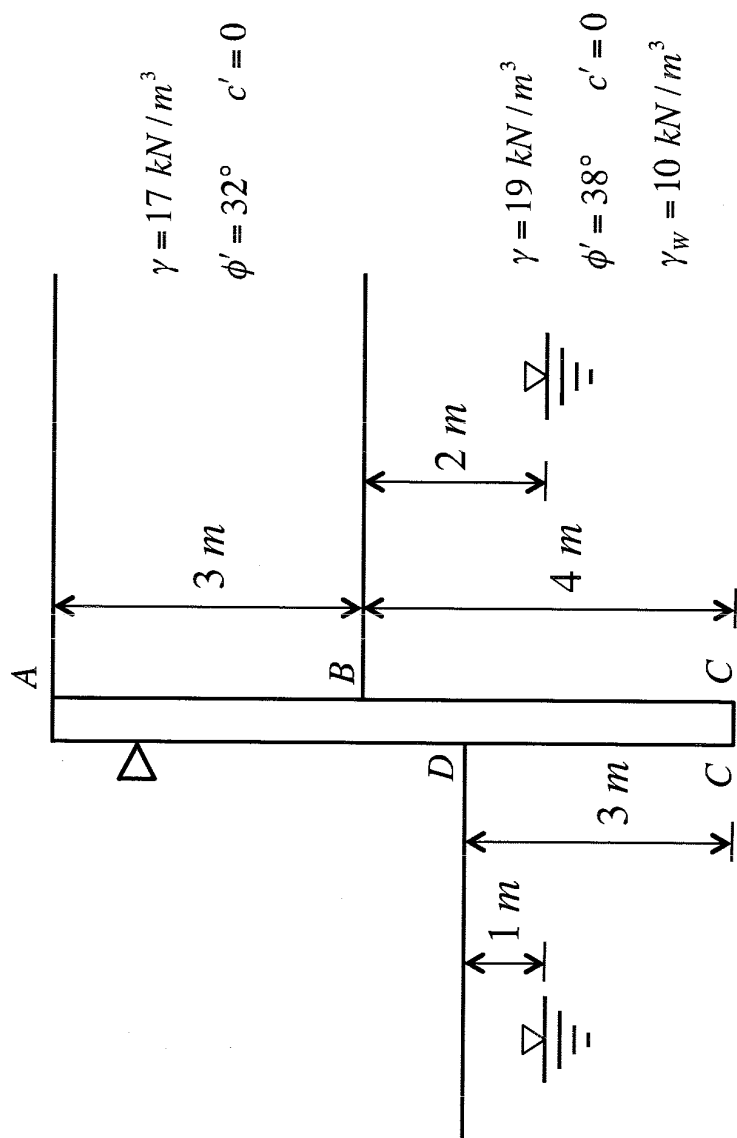 A
γ = 17 kN/m³
φ′ = 32° c′ = 0
3 m
B
2 m
γ = 19 kN/m³
φ′ = 38° c′ = 0
γ_W = 10 kN/m³
D
1 m
3 m
4 m
C C